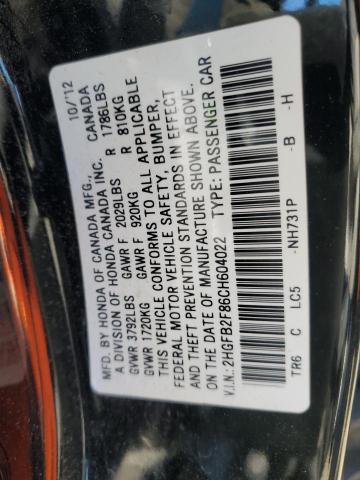 MFD. BY HONDA OF CANADA MFG., 10/'12
A DIVISION OF HONDA CANADA INC. CANADA
GVWR 3792LBS GAWR F 2029LBS R 1786LBS
GVWR 1720KG GAWR F 920KG R 810KG
THIS VEHICLE CONFORMS TO ALL APPLICABLE
FEDERAL MOTOR VEHICLE SAFETY, BUMPER,
AND THEFT PREVENTION STANDARDS IN EFFECT
ON THE DATE OF MANUFACTURE SHOWN ABOVE.
V.I.N.: 2HGFB2F86CH604022 TYPE: PASSENGER CAR
TR6 C LC5 -NH731P -B -H